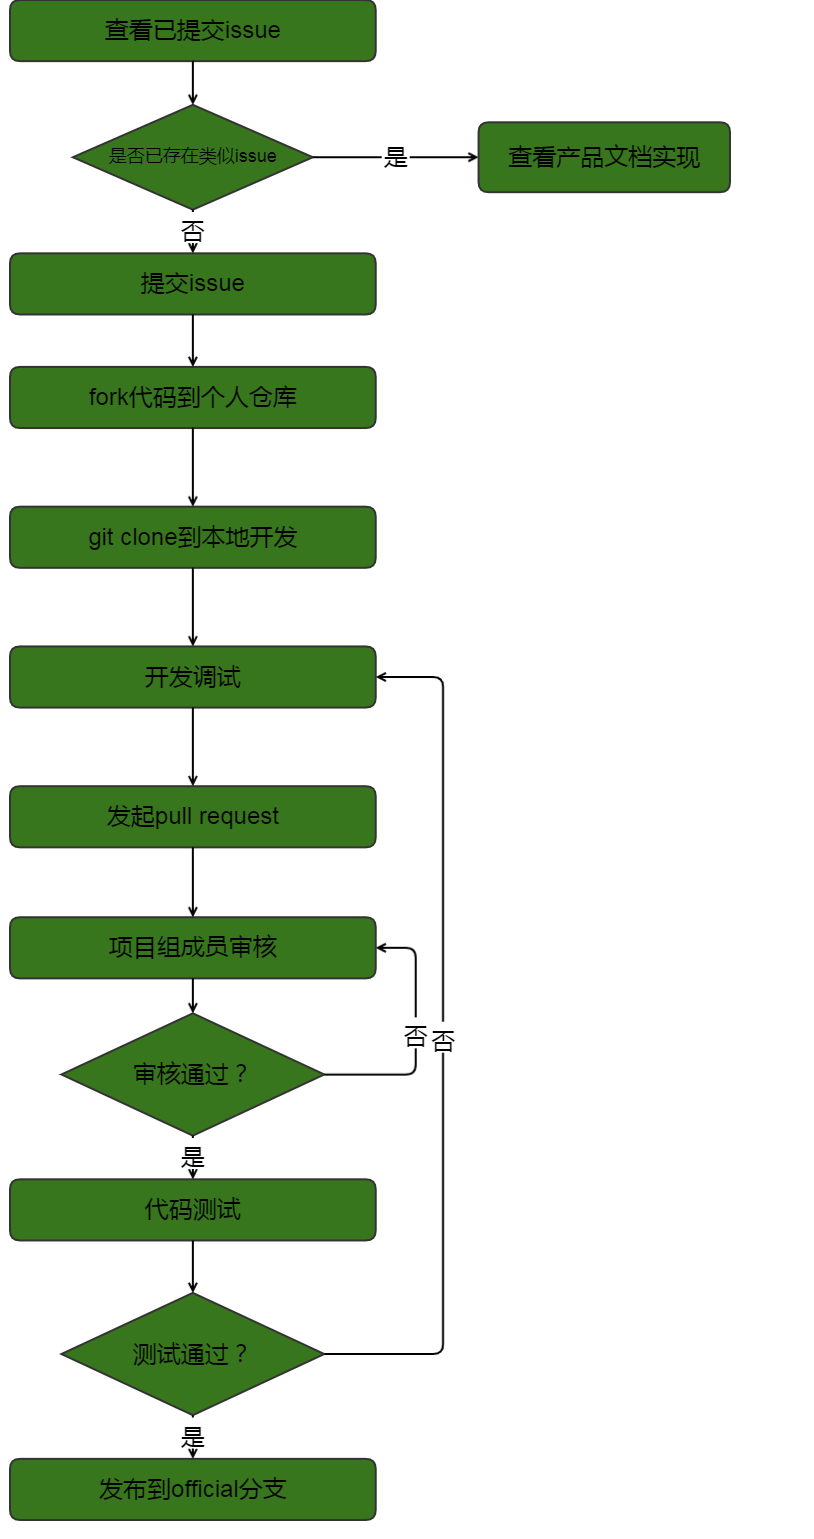 查看已提交issue
是否已存在类似issue
是
查看产品文档实现
否
提交issue
fork代码到个人仓库
git clone到本地开发
开发调试
发起pull request
项目组成员审核
否
否
审核通过？
是
代码测试
测试通过？
是
发布到official分支